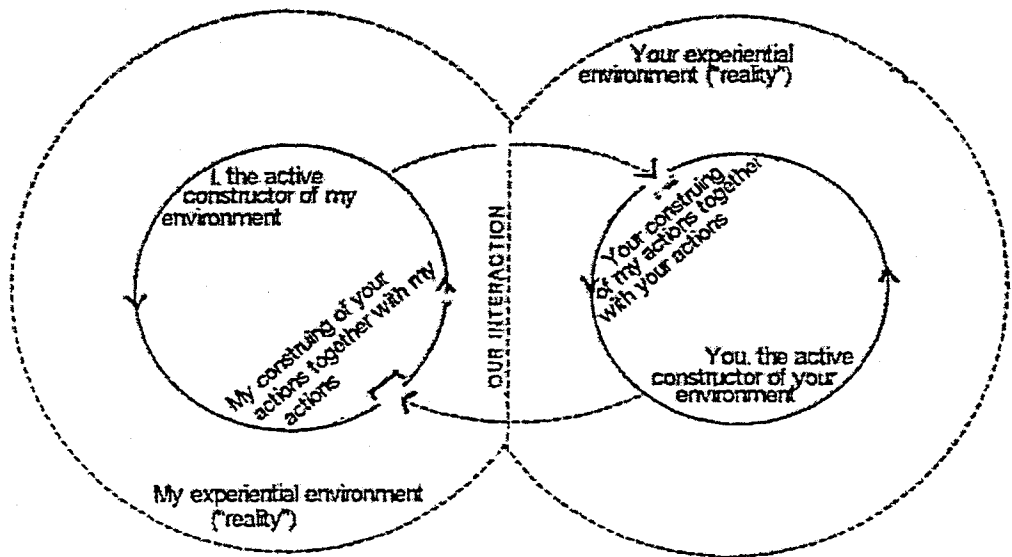 Your experiential
environment ("reality")
I. the active
constructor of my
environment
Your construing
of my actions together
with your actions
OUR INTERACTION
My construing of your
actions together with my
actions
You. the active
constructor of your
environment
My experiential environment
("reality")